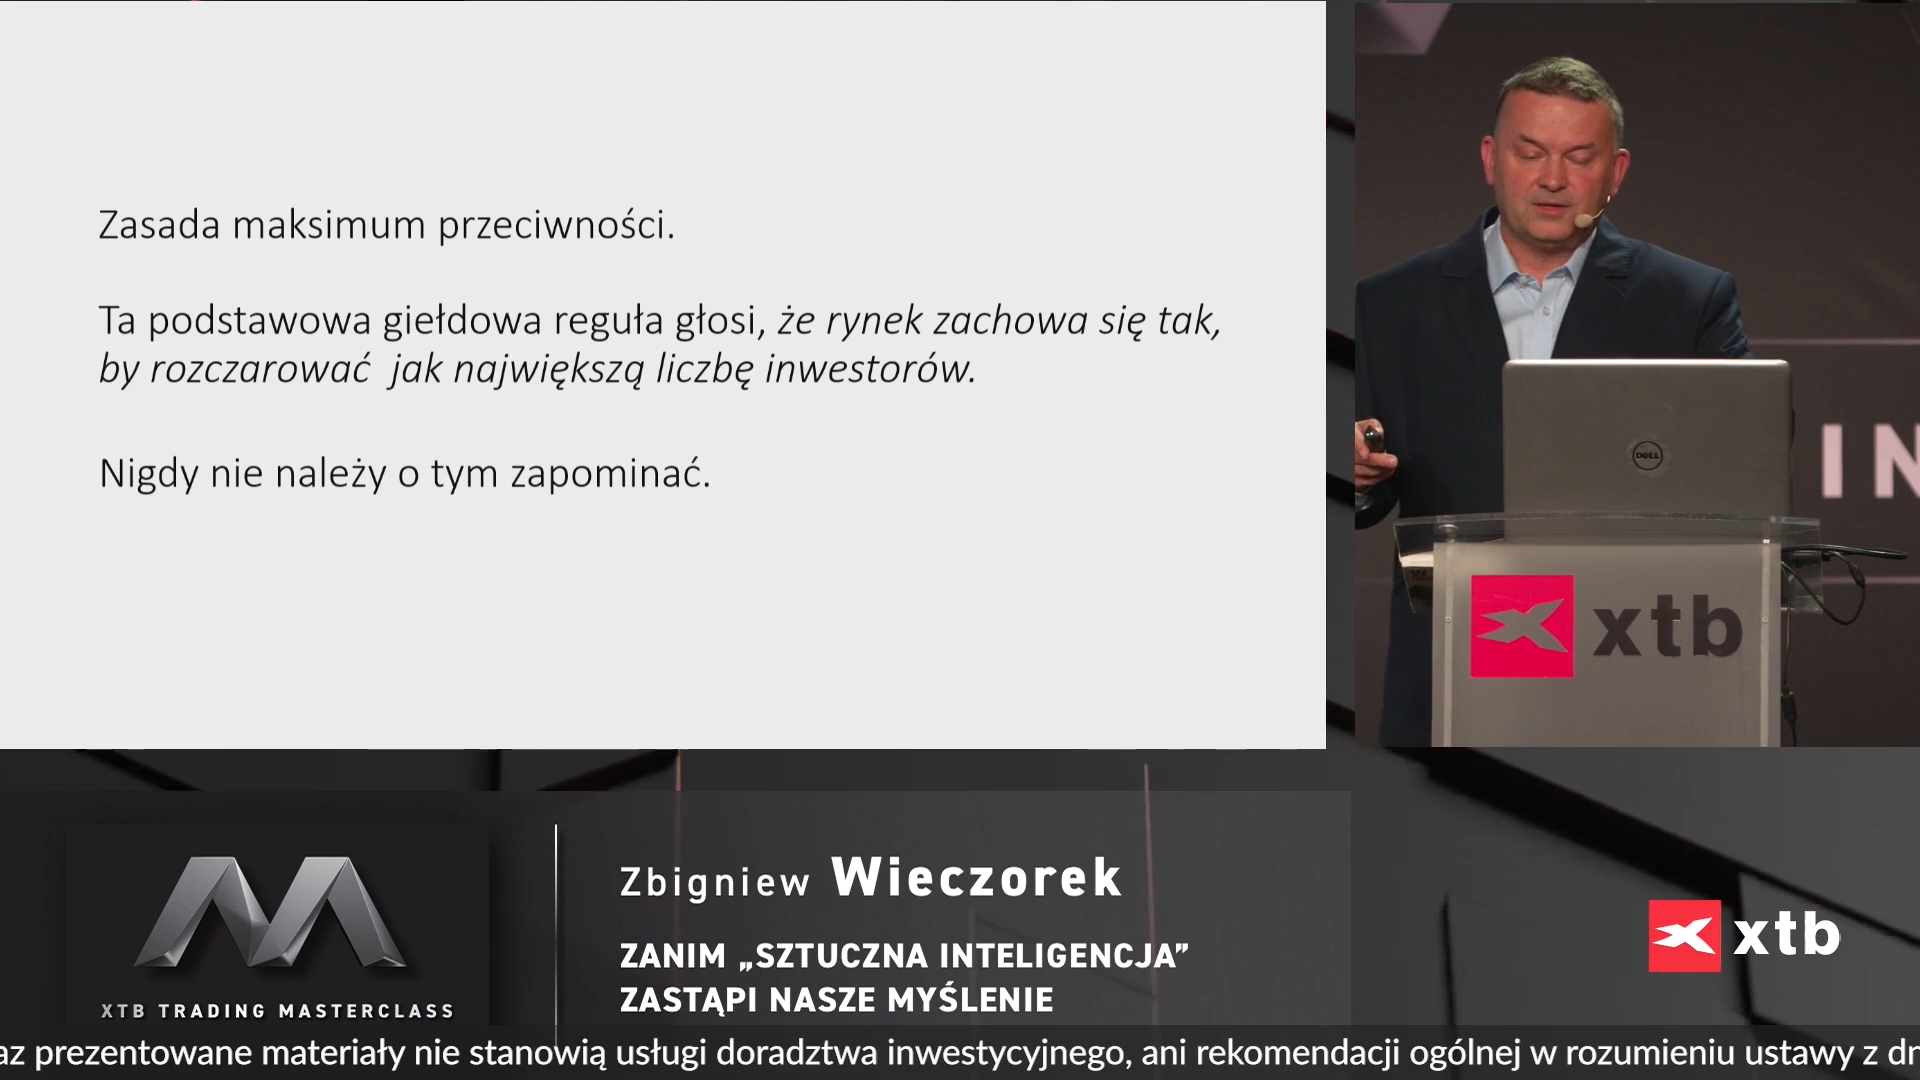 Zasada maksimum przeciwności.
Ta podstawowa giełdowa reguła głosi, że rynek zachowa się tak,
by rozczarować jak największą liczbę inwestorów.
Nigdy nie należy o tym zapominać.
DELL
IN
xtb
Zbigniew Wieczorek
ZANIM „SZTUCZNA INTELIGENCJA”
ZASTĄPI NASZE MYŚLENIE
XTB TRADING MASTERCLASS
xtb
az prezentowane materiały nie stanowią usługi doradztwa inwestycyjnego, ani rekomendacji ogólnej w rozumieniu ustawy z dn